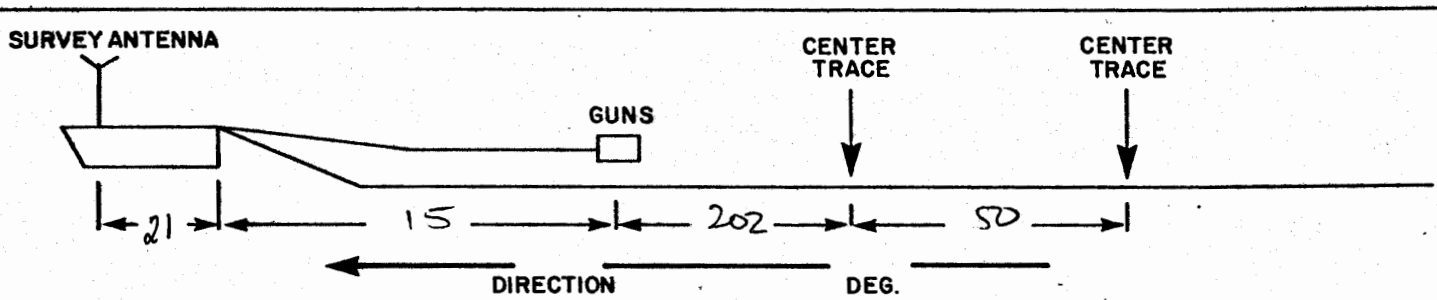 SURVEY ANTENNA
CENTER TRACE
CENTER TRACE
GUNS
21 15 202 50
DIRECTION DEG.